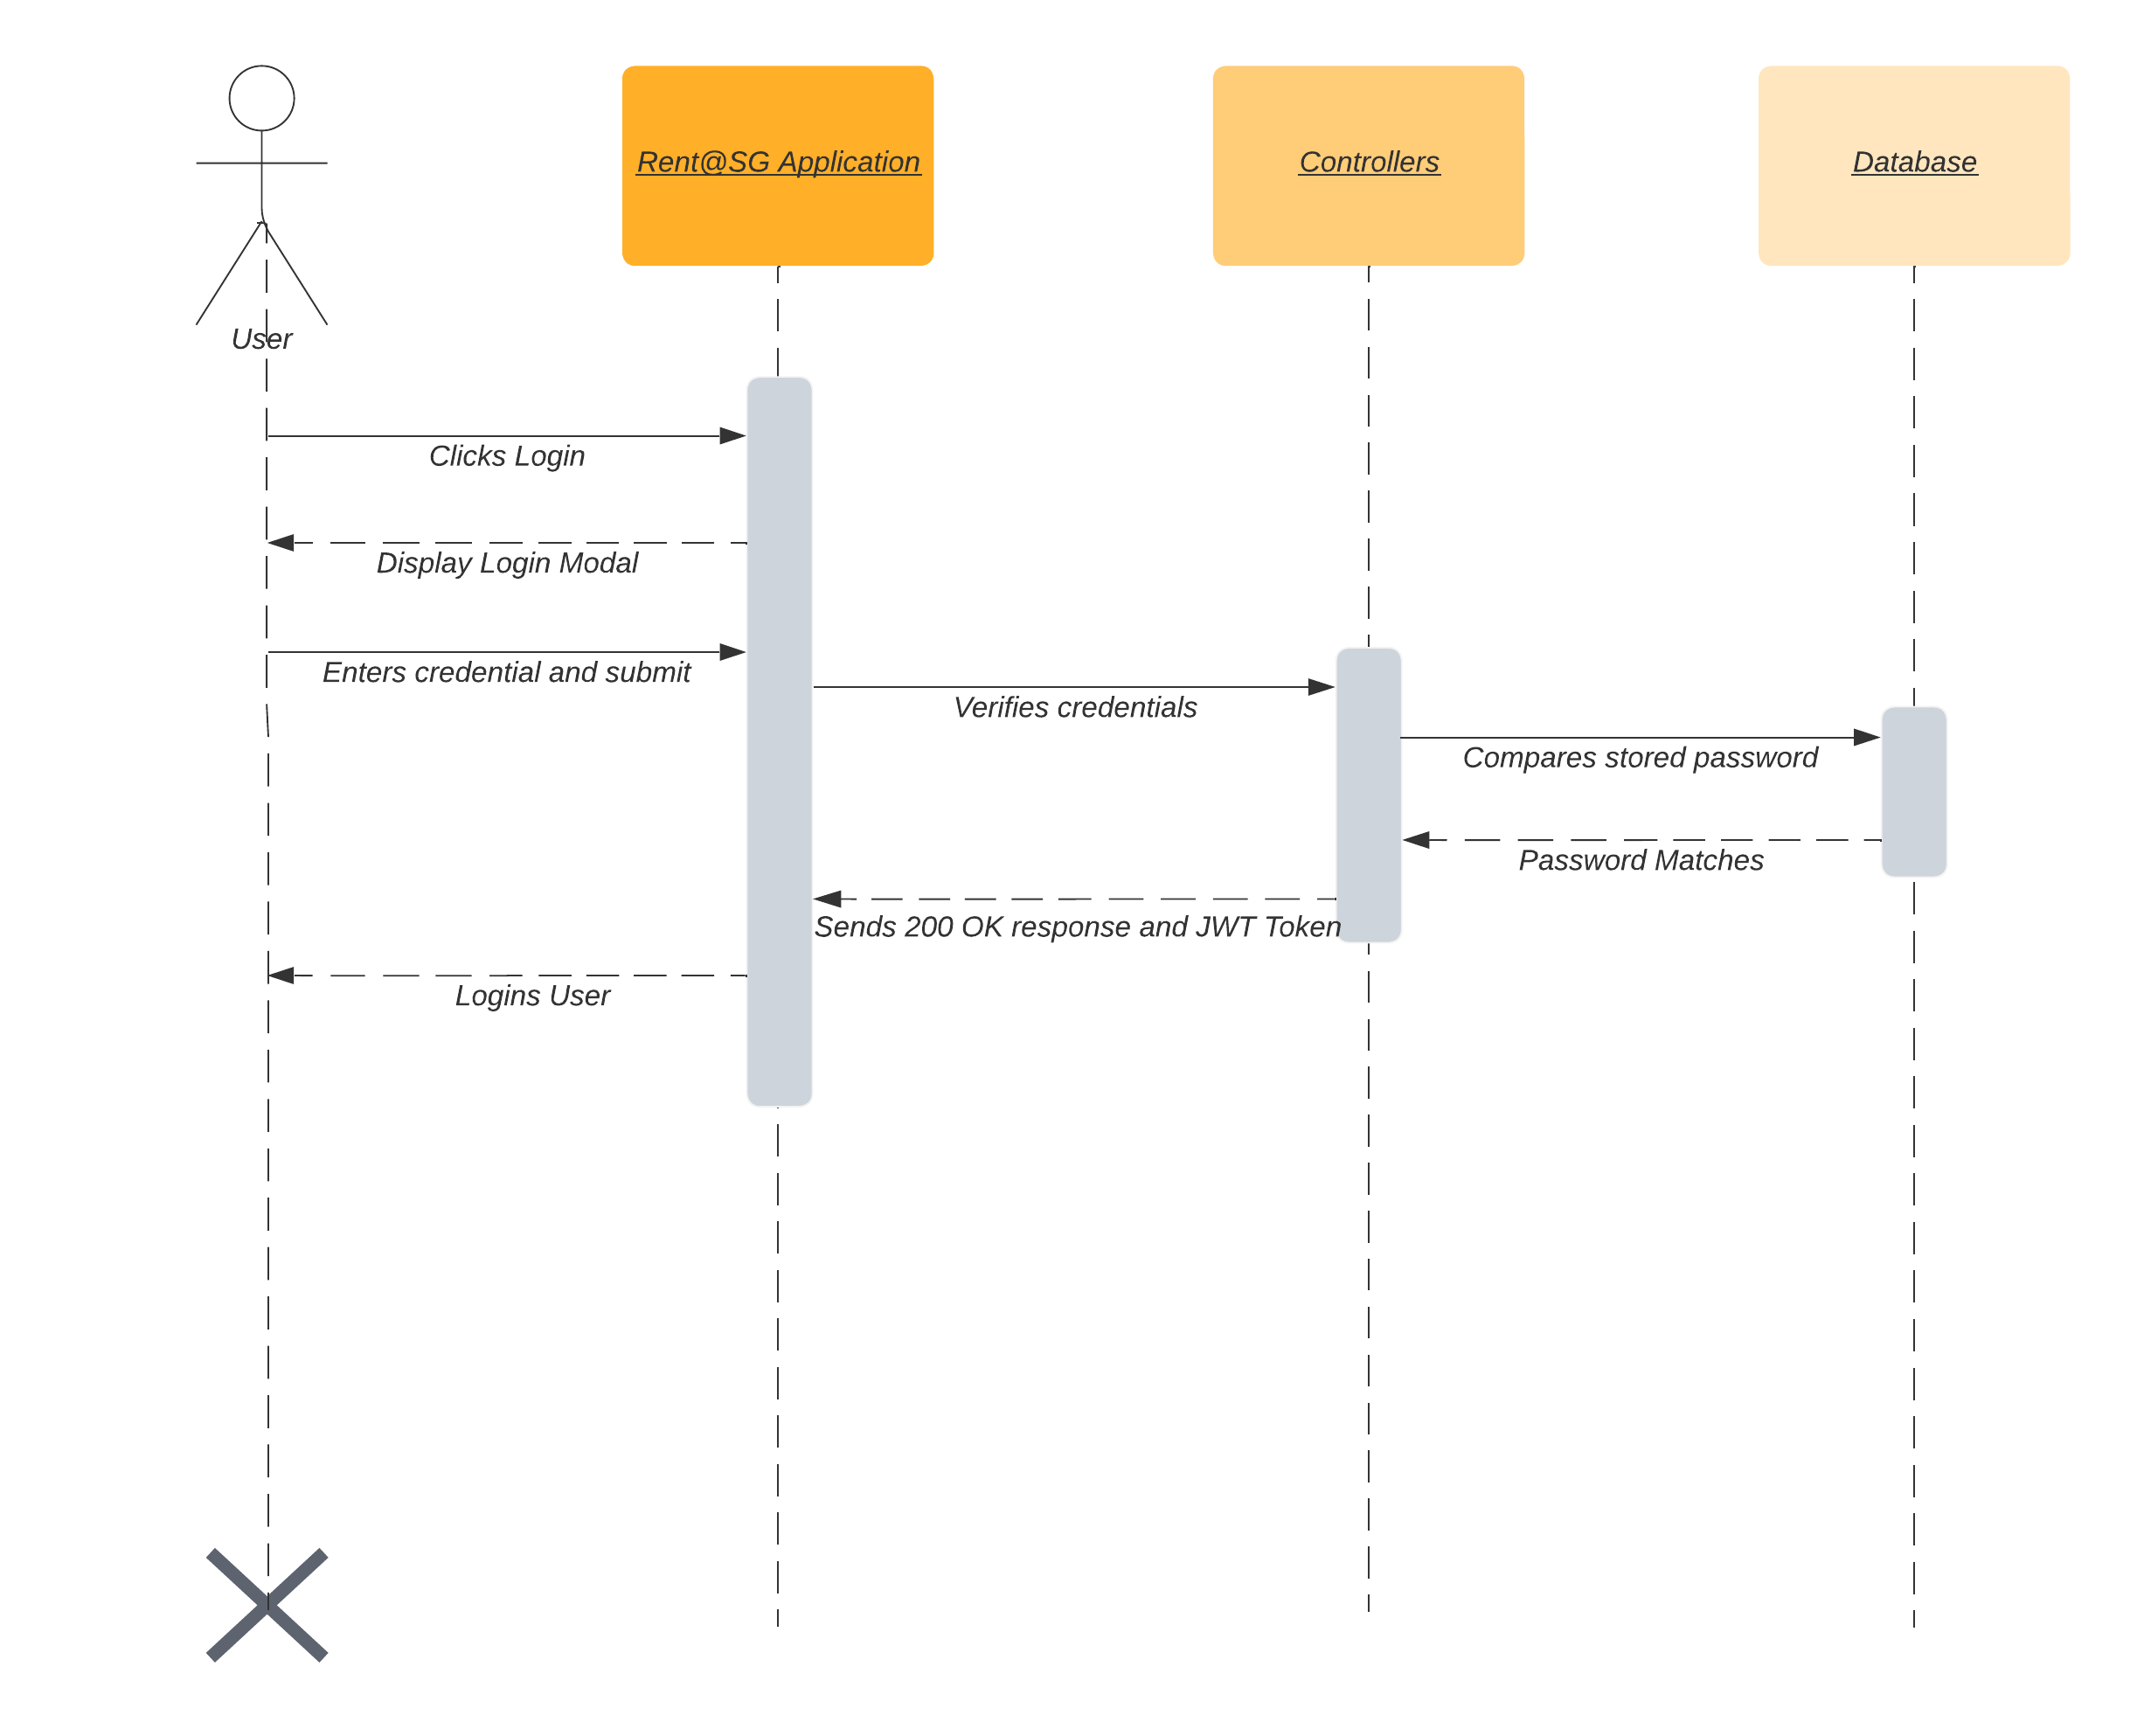 Rent@SG Application
Controllers
Database
User
Clicks Login
Display Login Modal
Enters credential and submit
Verifies credentials
Compares stored password
Password Matches
Sends 200 OK response and JWT Token
Logins User